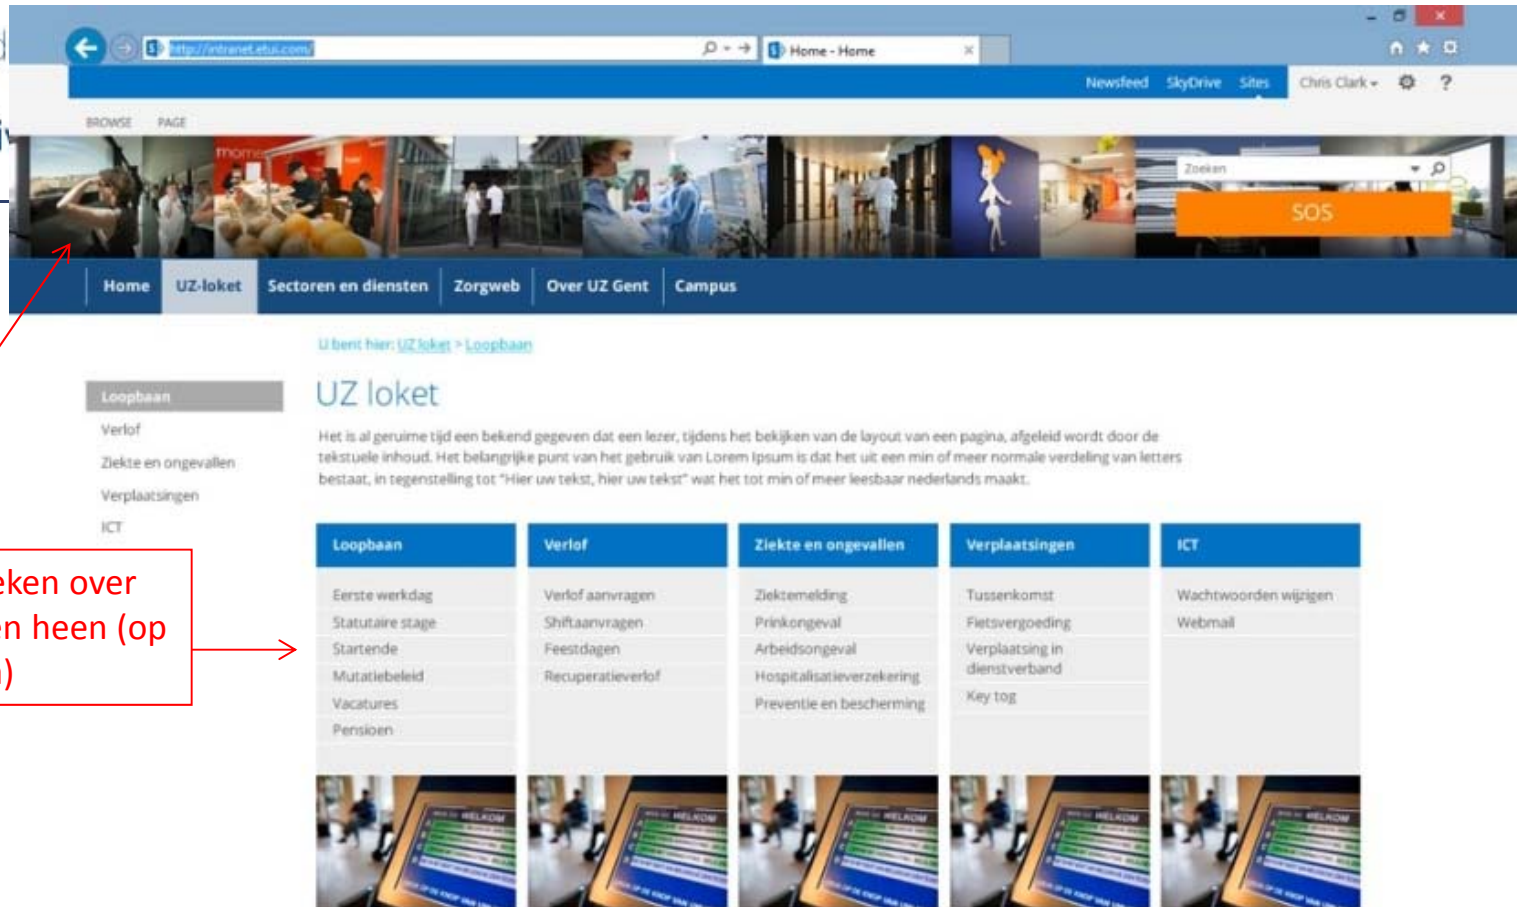 http://intranet.etui.com/
Home - Home
Newsfeed SkyDrive Sites Chris Clark ?
BROWSE PAGE
Zoeken
SOS
Home UZ-loket Sectoren en diensten Zorgweb Over UZ Gent Campus
U bent hier: UZ loket > Loopbaan
UZ loket
Het is al geruime tijd een bekend gegeven dat een lezer, tijdens het bekijken van de layout van een pagina, afgeleid wordt door de
tekstuele inhoud. Het belangrijke punt van het gebruik van Lorem Ipsum is dat het uit een min of meer normale verdeling van letters
bestaat, in tegenstelling tot "Hier uw tekst, hier uw tekst" wat het tot min of meer leesbaar nederlands maakt.
Loopbaan
Verlof
Ziekte en ongevallen
Verplaatsingen
ICT
eken over
en heen (op
)
Loopbaan
Eerste werkdag
Statutaire stage
Startende
Mutatiebeleid
Vacatures
Pensioen
Verlof
Verlof aanvragen
Shiftaanvragen
Feestdagen
Recuperatieverlof
Ziekte en ongevallen
Ziektemelding
Prinkongeval
Arbeidsongeval
Hospitalisatieverzekering
Preventie en bescherming
Verplaatsingen
Tussenkomst
Fietsvergoeding
Verplaatsing in
dienstverband
Key tog
ICT
Wachtwoorden wijzigen
Webmail
WELKOM
WELKOM
WELKOM
WELKOM
WELKOM